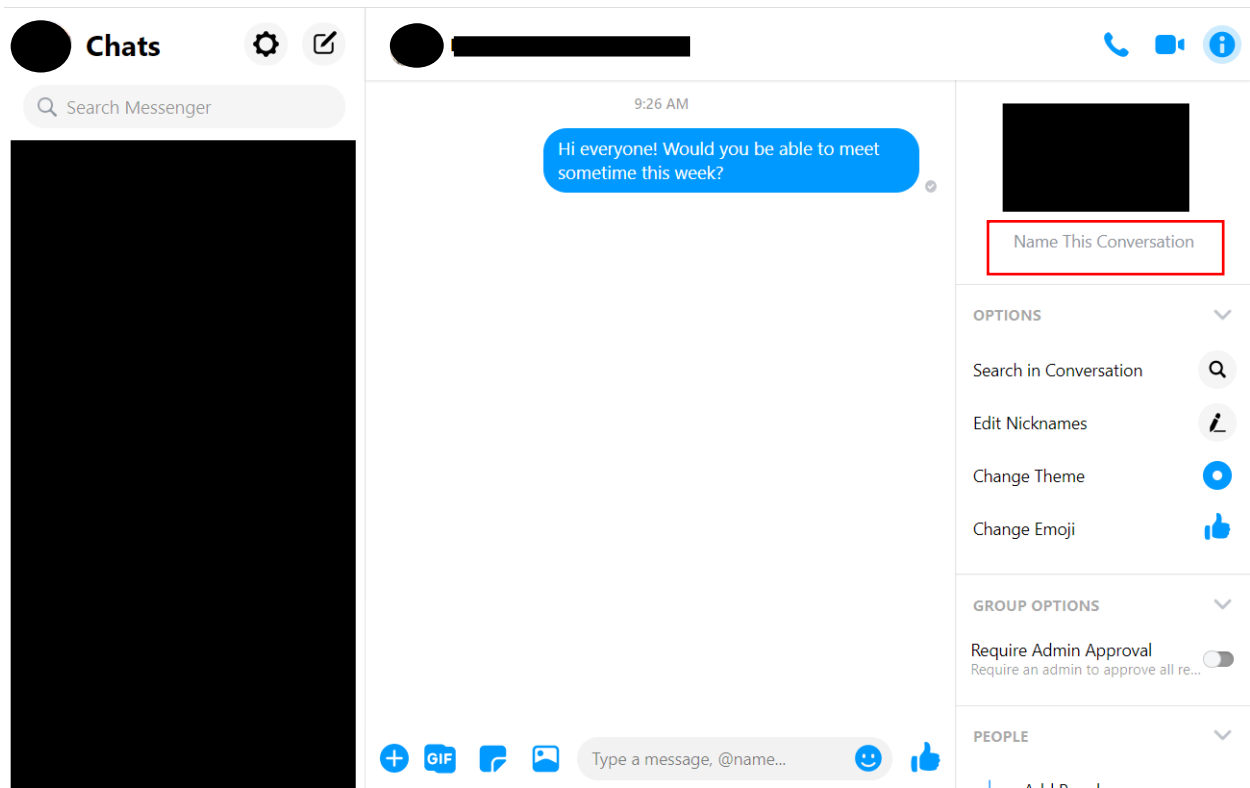 Chats
Search Messenger
9:26 AM
Hi everyone! Would you be able to meet
sometime this week?
GIF
Type a message, @name...
Name This Conversation
OPTIONS
Search in Conversation
Edit Nicknames
Change Theme
Change Emoji
GROUP OPTIONS
Require Admin Approval
Require an admin to approve all re...
PEOPLE